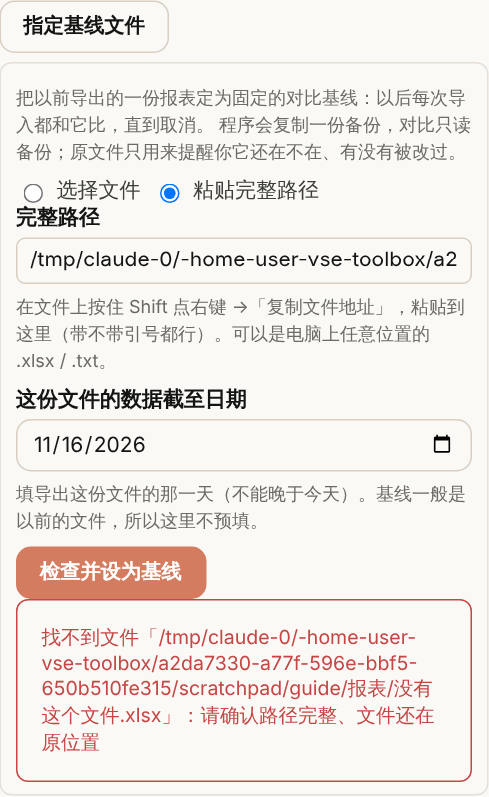 指定基线文件
把以前导出的一份报表定为固定的对比基线：以后每次导
入都和它比，直到取消。 程序会复制一份备份，对比只读
备份；原文件只用来提醒你它还在不在、有没有被改过。
选择文件 粘贴完整路径
完整路径
/tmp/claude-0/-home-user-vse-toolbox/a2
在文件上按住 Shift 点右键 →「复制文件地址」，粘贴到
这里（带不带引号都行）。可以是电脑上任意位置的
.xlsx / .txt。
这份文件的数据截至日期
11/16/2026
填导出这份文件的那一天（不能晚于今天）。基线一般是
以前的文件，所以这里不预填。
检查并设为基线
找不到文件「/tmp/claude-0/-home-user-
vse-toolbox/a2da7330-a77f-596e-bbf5-
650b510fe315/scratchpad/guide/报表/没有
这个文件.xlsx」：请确认路径完整、文件还在
原位置